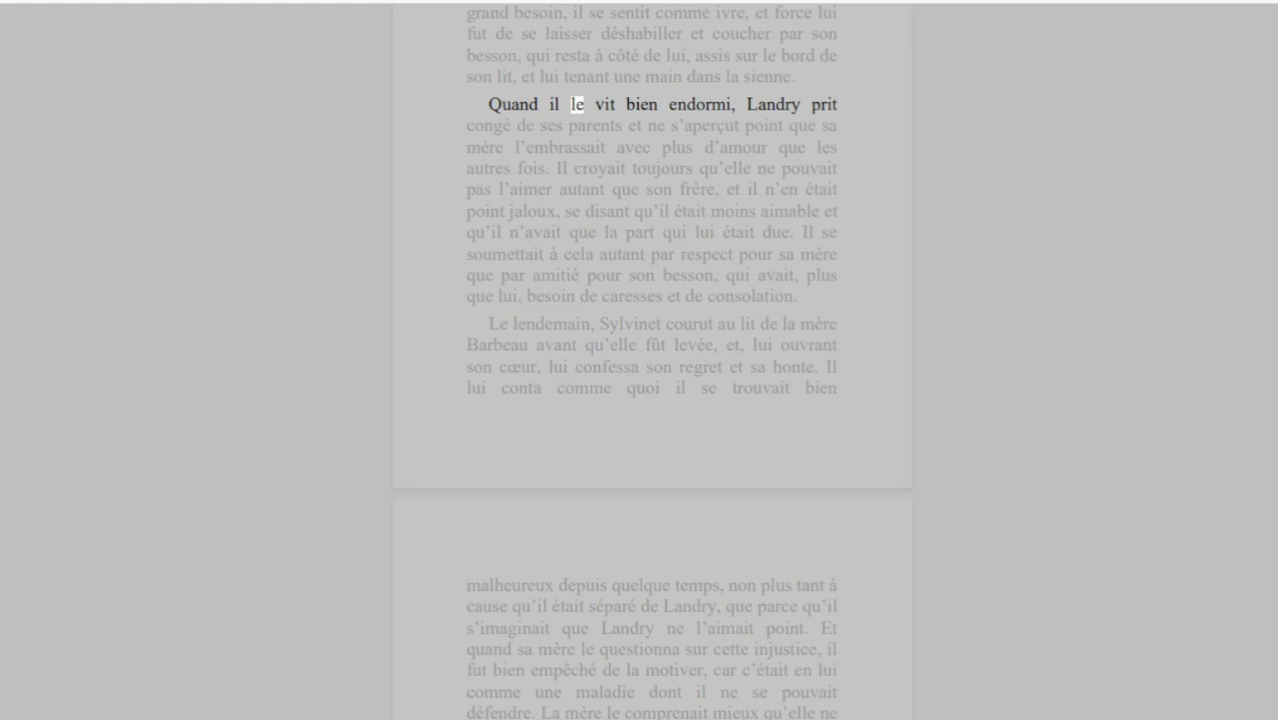 grand besoin, il se sentit comme ivre, et force lui
fut de se laisser déshabiller et coucher par son
besson, qui resta à côté de lui, assis sur le bord de
son lit, et lui tenant une main dans la sienne.
Quand il le vit bien endormi, Landry prit
congé de ses parents et ne s’aperçut point que sa
mère l’embrassait avec plus d’amour que les
autres fois. Il croyait toujours qu’elle ne pouvait
pas l’aimer autant que son frère, et il n’en était
point jaloux, se disant qu’il était moins aimable et
qu’il n’avait que la part qui lui était due. Il se
soumettait à cela autant par respect pour sa mère
que par amitié pour son besson, qui avait, plus
que lui, besoin de caresses et de consolation.
Le lendemain, Sylvinet courut au lit de la mère
Barbeau avant qu’elle fût levée, et, lui ouvrant
son cœur, lui confessa son regret et sa honte. Il
lui conta comme quoi il se trouvait bien
malheureux depuis quelque temps, non plus tant à
cause qu’il était séparé de Landry, que parce qu’il
s’imaginait que Landry ne l’aimait point. Et
quand sa mère le questionna sur cette injustice, il
fut bien empêché de la motiver, car c’était en lui
comme une maladie dont il ne se pouvait
défendre. La mère le comprenait mieux qu’elle ne